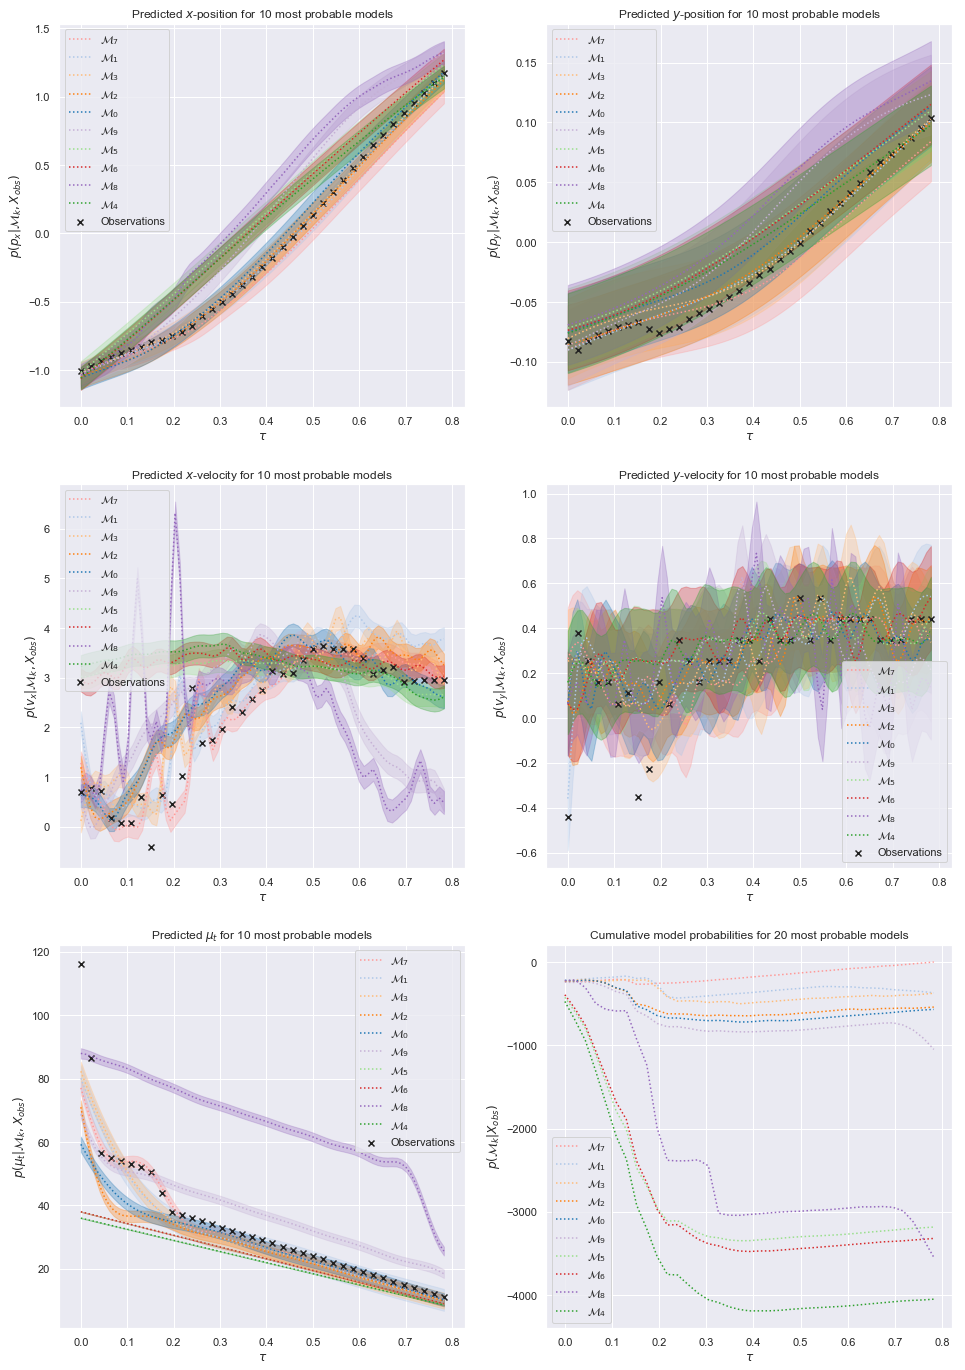 Predicted x-position for 10 most probable models
p(pₓ|ℳₖ, X_obs)
1.5
1.0
0.5
0.0
−0.5
−1.0
ℳ₇
ℳ₁
ℳ₃
ℳ₂
ℳ₀
ℳ₉
ℳ₅
ℳ₆
ℳ₈
ℳ₄
Observations
0.0 0.1 0.2 0.3 0.4 0.5 0.6 0.7 0.8
τ
Predicted y-position for 10 most probable models
p(p_y|ℳₖ, X_obs)
0.15
0.10
0.05
0.00
−0.05
−0.10
ℳ₇
ℳ₁
ℳ₃
ℳ₂
ℳ₀
ℳ₉
ℳ₅
ℳ₆
ℳ₈
ℳ₄
Observations
0.0 0.1 0.2 0.3 0.4 0.5 0.6 0.7 0.8
τ
Predicted x-velocity for 10 most probable models
p(vₓ|ℳₖ, X_obs)
6
5
4
3
2
1
0
ℳ₇
ℳ₁
ℳ₃
ℳ₂
ℳ₀
ℳ₉
ℳ₅
ℳ₆
ℳ₈
ℳ₄
Observations
0.0 0.1 0.2 0.3 0.4 0.5 0.6 0.7 0.8
τ
Predicted y-velocity for 10 most probable models
p(v_y|ℳₖ, X_obs)
1.0
0.8
0.6
0.4
0.2
0.0
−0.2
−0.4
−0.6
ℳ₇
ℳ₁
ℳ₃
ℳ₂
ℳ₀
ℳ₉
ℳ₅
ℳ₆
ℳ₈
ℳ₄
Observations
0.0 0.1 0.2 0.3 0.4 0.5 0.6 0.7 0.8
τ
Predicted μₜ for 10 most probable models
p(μₜ|ℳₖ, X_obs)
120
100
80
60
40
20
ℳ₇
ℳ₁
ℳ₃
ℳ₂
ℳ₀
ℳ₉
ℳ₅
ℳ₆
ℳ₈
ℳ₄
Observations
0.0 0.1 0.2 0.3 0.4 0.5 0.6 0.7 0.8
τ
Cumulative model probabilities for 20 most probable models
p(ℳₖ|X_obs)
0
−1000
−2000
−3000
−4000
ℳ₇
ℳ₁
ℳ₃
ℳ₂
ℳ₀
ℳ₉
ℳ₅
ℳ₆
ℳ₈
ℳ₄
0.0 0.1 0.2 0.3 0.4 0.5 0.6 0.7 0.8
τ